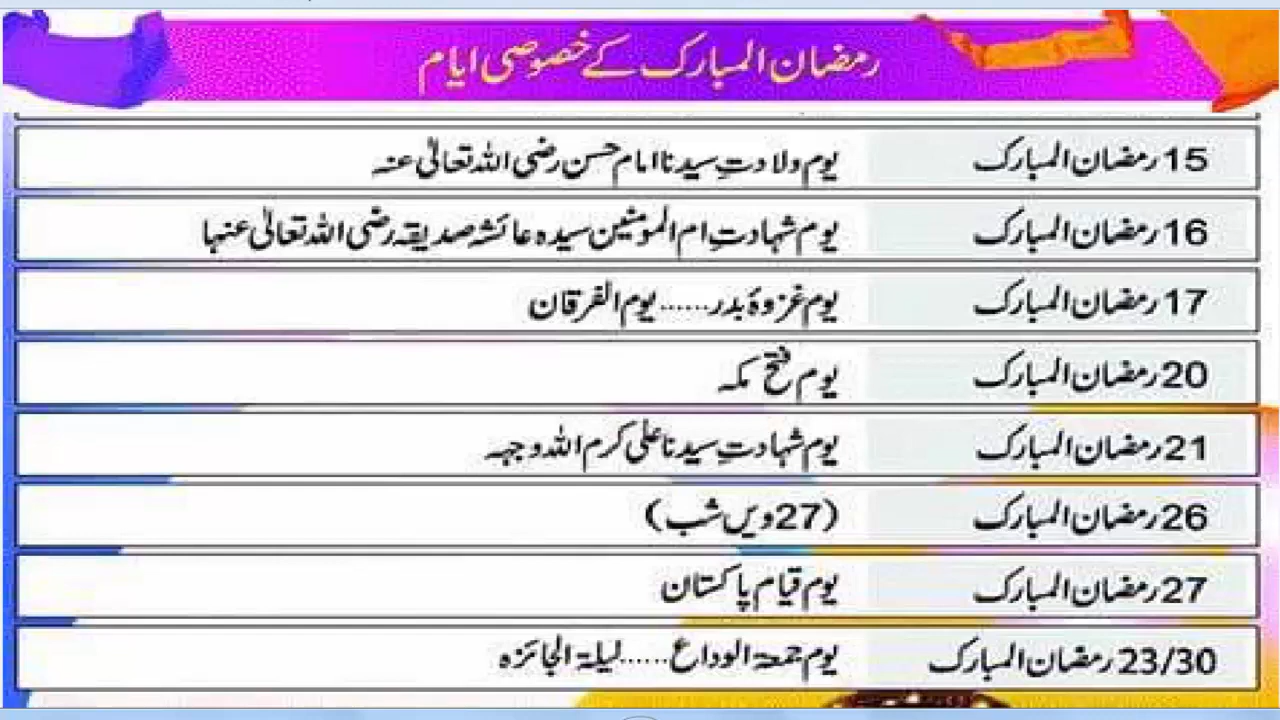 رمضان المبارک کے خصوصی ایام
15 رمضان المبارک یوم ولادتِ سیدنا امام حسن رضی اللہ تعالیٰ عنہ
16 رمضان المبارک یوم شہادتِ ام المومنین سیدہ عائشہ صدیقہ رضی اللہ تعالیٰ عنہا
17 رمضان المبارک یوم غزوۂ بدر...... یوم الفرقان
20 رمضان المبارک یوم فتح مکہ
21 رمضان المبارک یوم شہادتِ سیدنا علی کرم اللہ وجہہ
26 رمضان المبارک (27ویں شب)
27 رمضان المبارک یوم قیام پاکستان
23/30 رمضان المبارک یوم جمعۃ الوداع...... لیلۃ الجائزہ